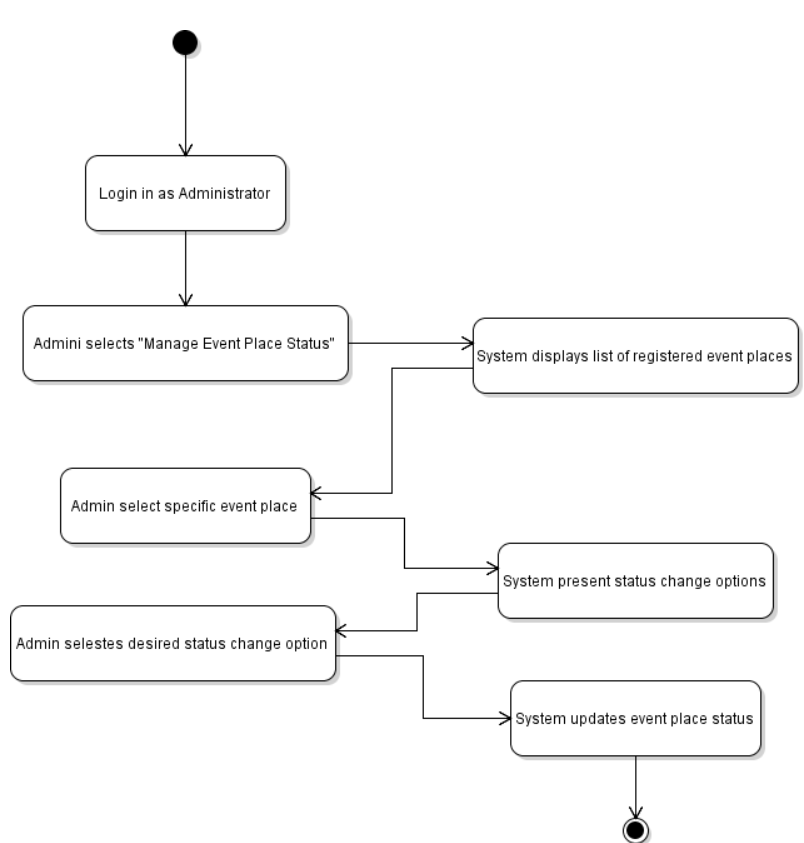 Login in as Administrator
Admini selects "Manage Event Place Status"
System displays list of registered event places
Admin select specific event place
System present status change options
Admin selestes desired status change option
System updates event place status